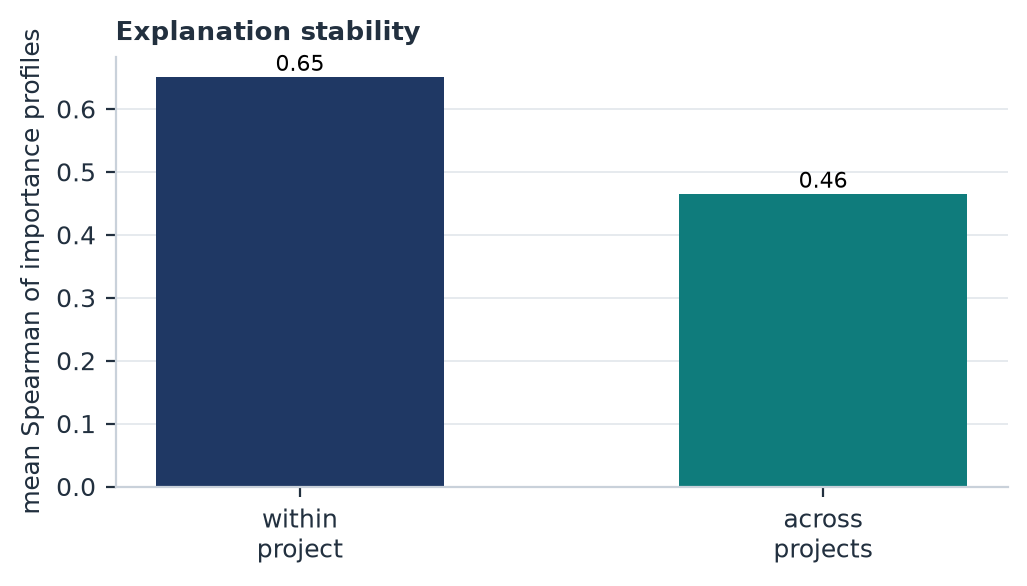 Explanation stability
mean Spearman of importance profiles
0.6
0.5
0.4
0.3
0.2
0.1
0.0
0.65
0.46
within
project
across
projects